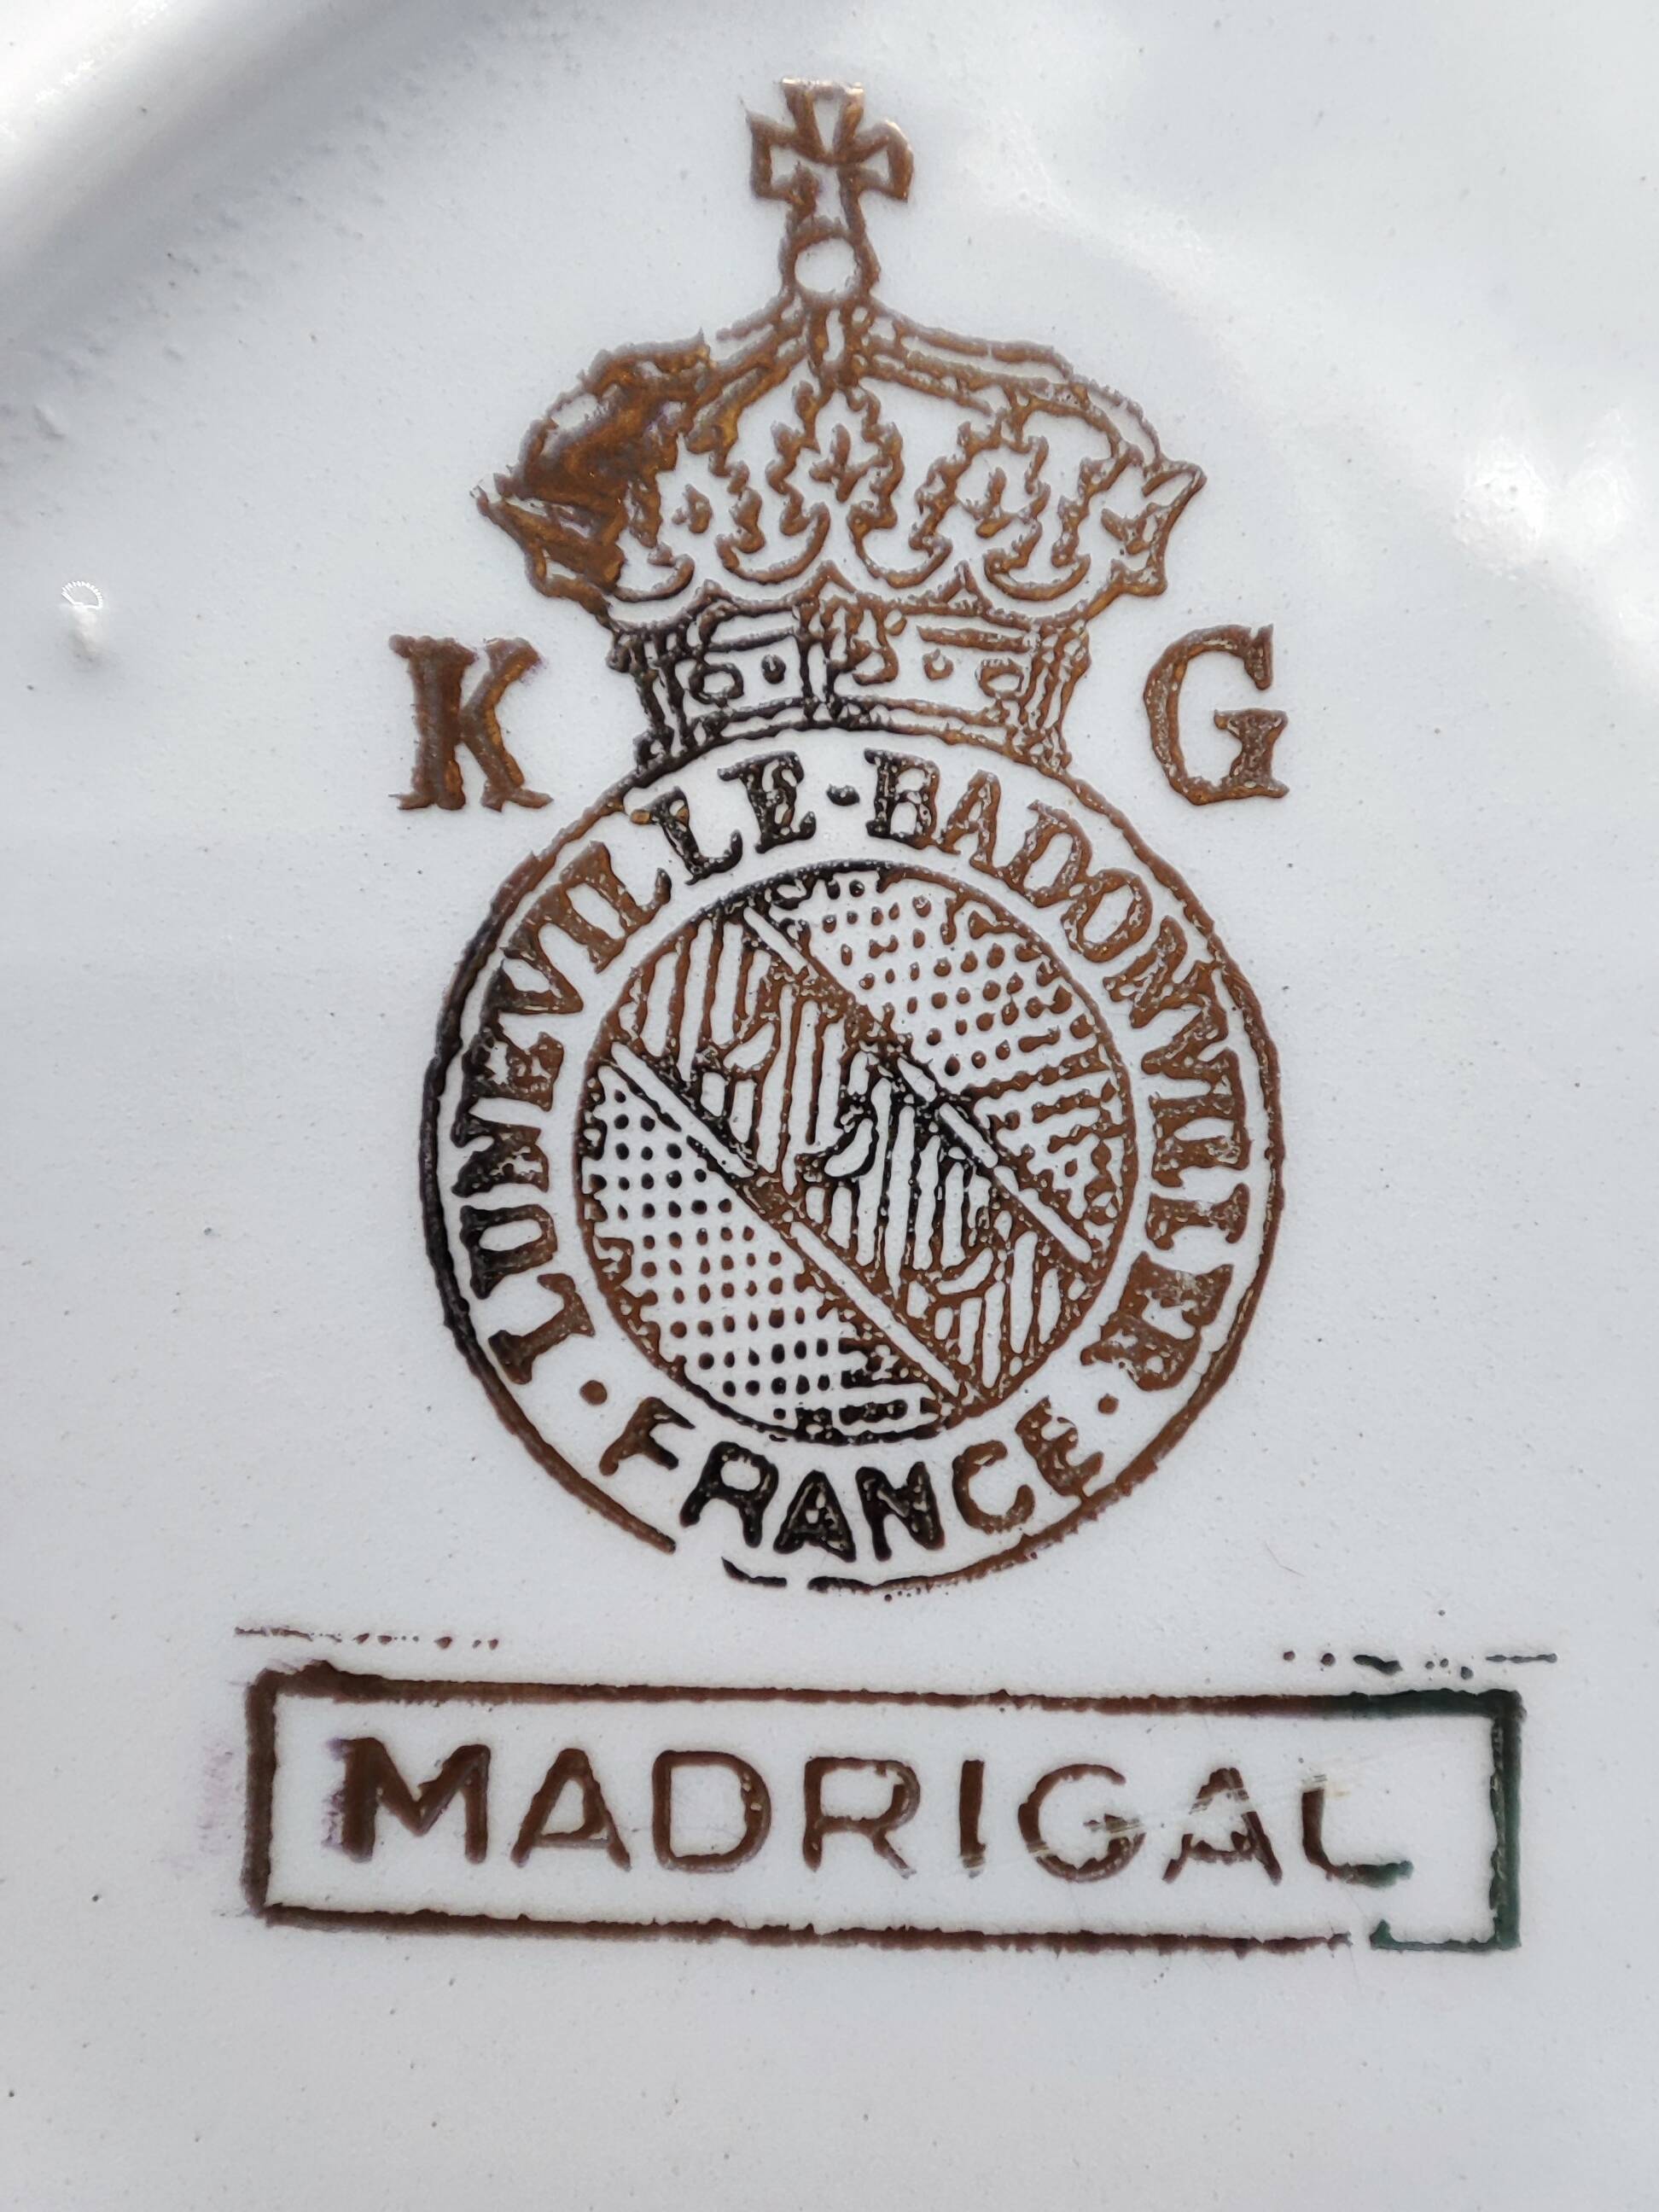 K G
LUNEVILLE·BADONVILLER
·FRANCE·
MADRIGAL